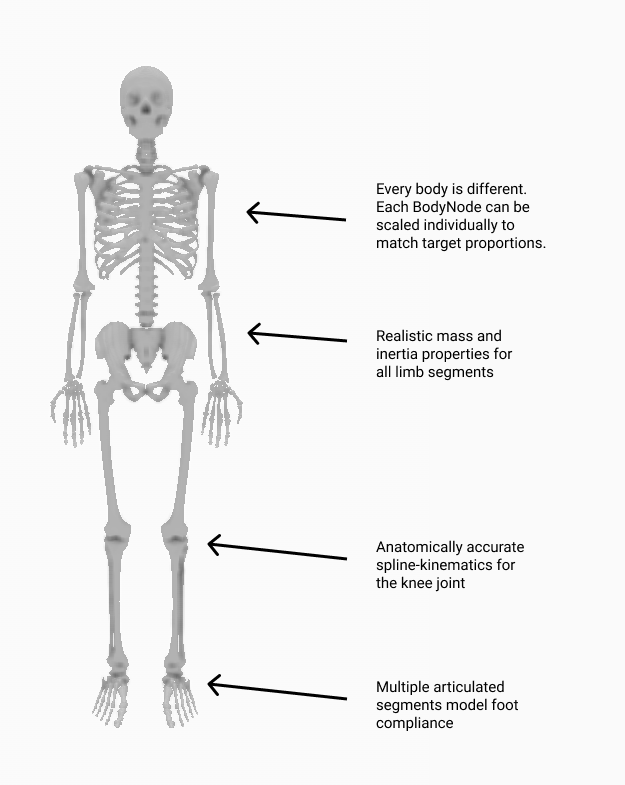 Every body is different.
Each BodyNode can be
scaled individually to
match target proportions.
Realistic mass and
inertia properties for
all limb segments
Anatomically accurate
spline-kinematics for
the knee joint
Multiple articulated
segments model foot
compliance